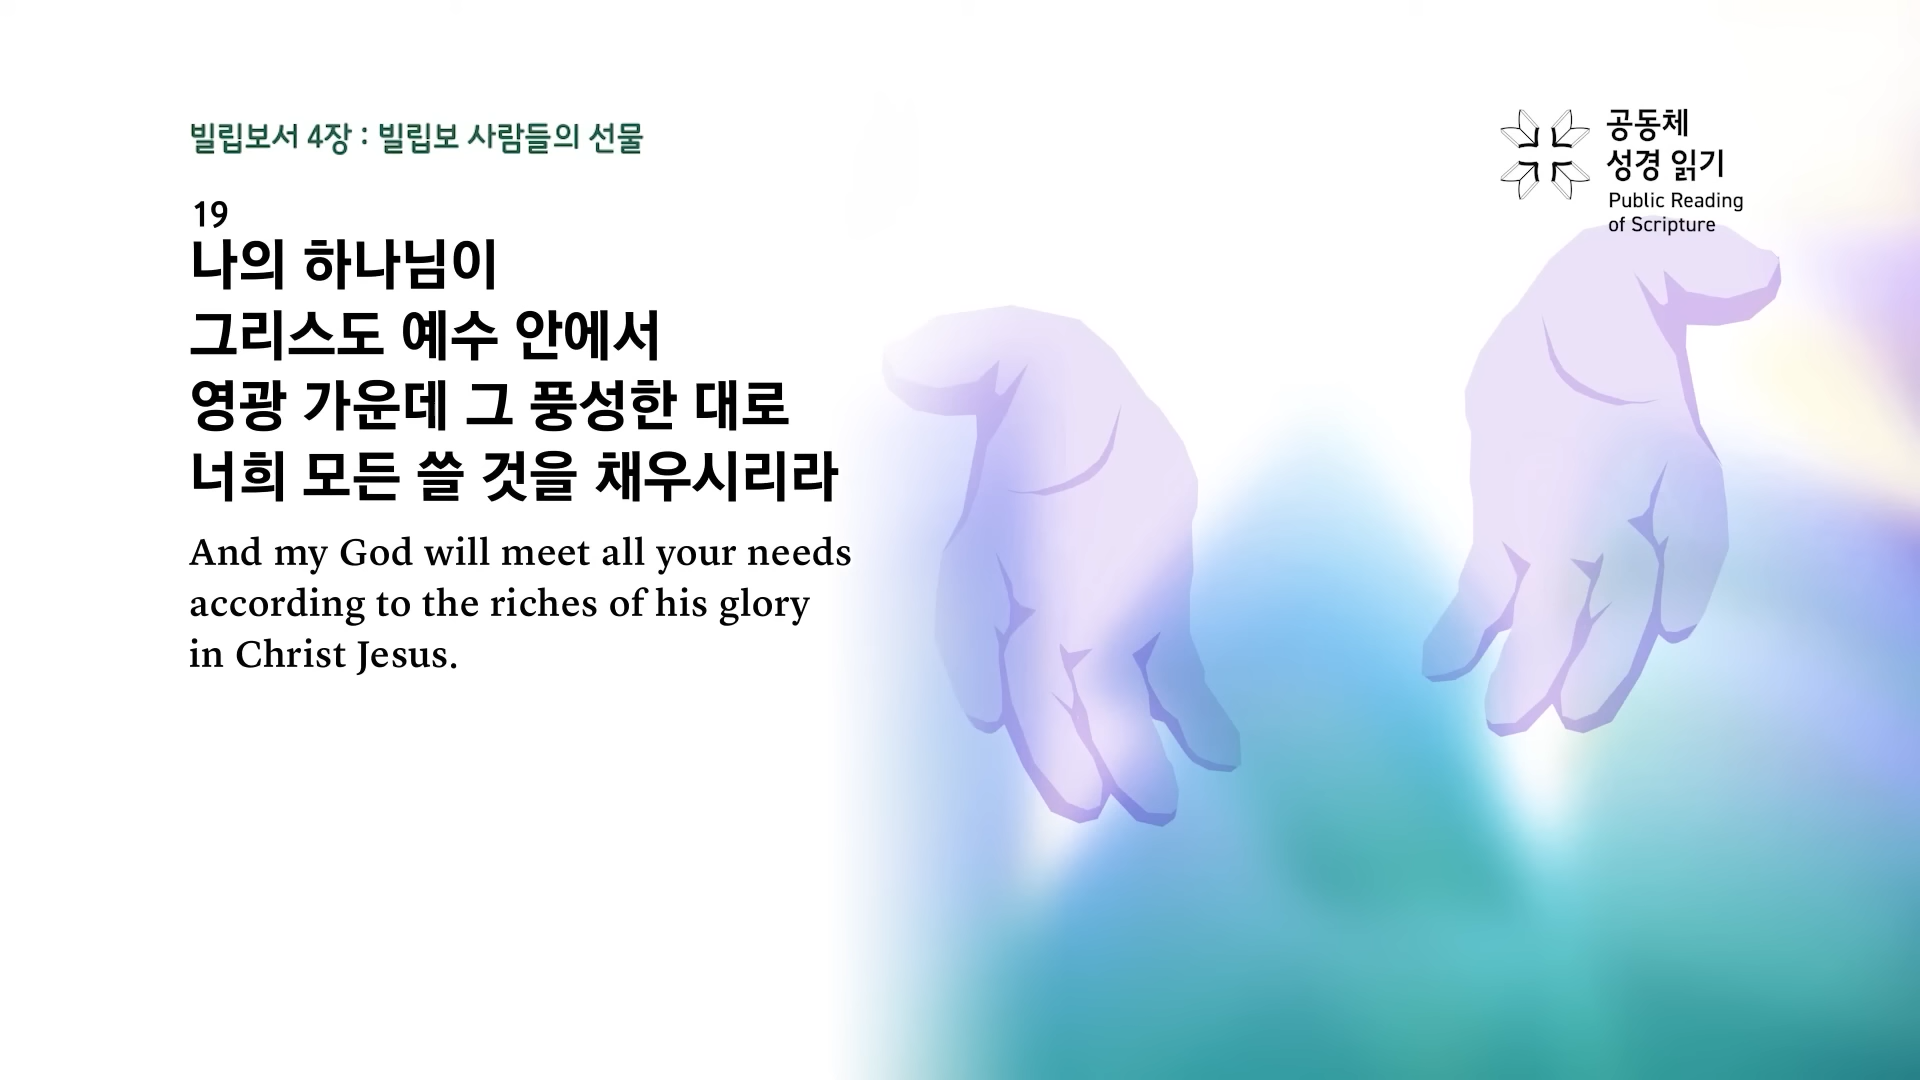 빌립보서 4장 : 빌립보 사람들의 선물
공동체
성경 읽기
Public Reading
of Scripture
19
나의 하나님이
그리스도 예수 안에서
영광 가운데 그 풍성한 대로
너희 모든 쓸 것을 채우시리라
And my God will meet all your needs
according to the riches of his glory
in Christ Jesus.